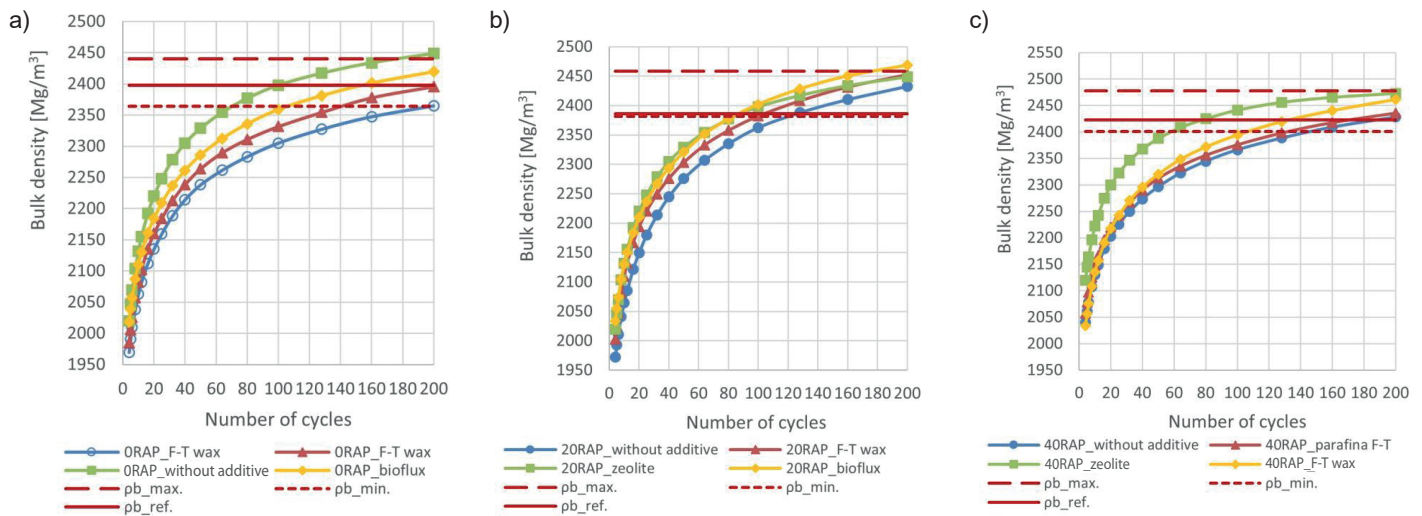 a)
2500
2450
2400
2350
2300
2250
2200
2150
2100
2050
2000
1950
Bulk density [Mg/m³]
0 20 40 60 80 100 120 140 160 180 200
Number of cycles
0RAP_F-T wax 0RAP_F-T wax
0RAP_without additive 0RAP_bioflux
ρb_max. ρb_min.
ρb_ref.
b)
2500
2450
2400
2350
2300
2250
2200
2150
2100
2050
2000
1950
Bulk density [Mg/m³]
0 20 40 60 80 100 120 140 160 180 200
Number of cycles
20RAP_without additive 20RAP_F-T wax
20RAP_zeolite 20RAP_bioflux
ρb_max. ρb_min.
ρb_ref.
c)
2550
2500
2450
2400
2350
2300
2250
2200
2150
2100
2050
2000
1950
Bulk density [Mg/m³]
0 20 40 60 80 100 120 140 160 180 200
Number of cycles
40RAP_without additive 40RAP_parafina F-T
40RAP_zeolite 40RAP_F-T wax
ρb_max. ρb_min.
ρb_ref.